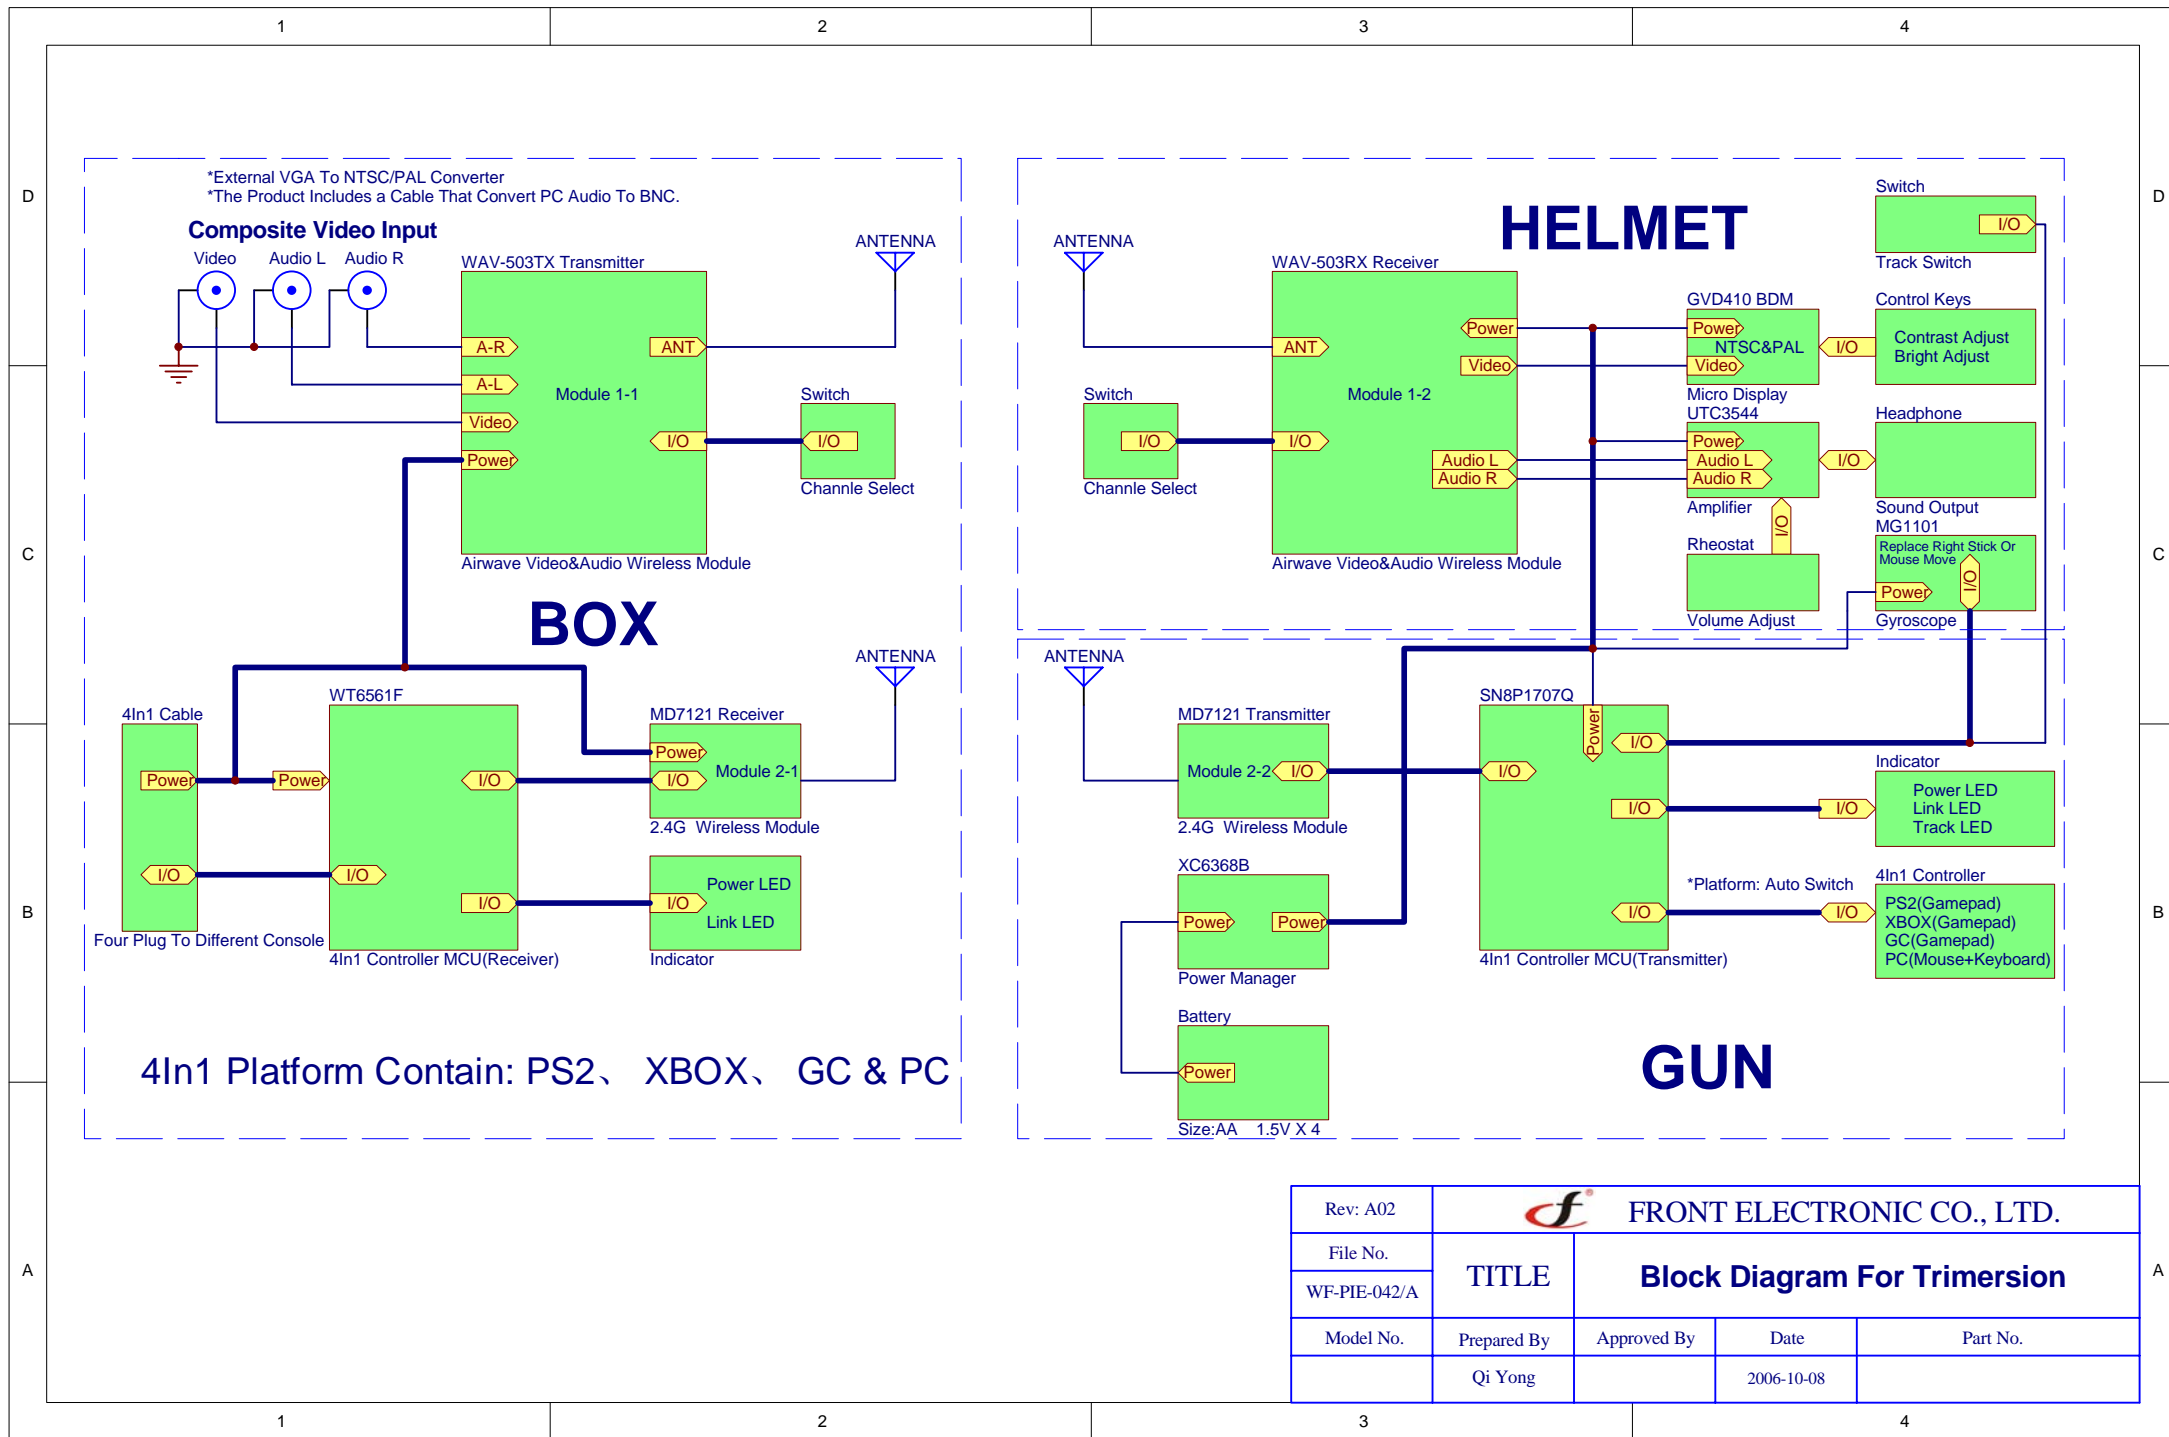 1
2
3
4
D
D
C
C
B
B
A
A
*External VGA To NTSC/PAL Converter
*The Product Includes a Cable That Convert PC Audio To BNC.
Composite Video Input
Video
Audio L
Audio R
WAV-503TX Transmitter
A-R
A-L
Video
Power
ANT
I/O
Module 1-1
Airwave Video&Audio Wireless Module
ANTENNA
Switch
I/O
Channle Select
BOX
4In1 Cable
Power
I/O
Four Plug To Different Console
WT6561F
Power
I/O
I/O
I/O
4In1 Controller MCU(Receiver)
MD7121 Receiver
Power
I/O
Module 2-1
2.4G Wireless Module
ANTENNA
I/O
Power LED
Link LED
Indicator
4In1 Platform Contain: PS2、 XBOX、 GC & PC
HELMET
ANTENNA
Switch
I/O
Channle Select
WAV-503RX Receiver
ANT
I/O
Module 1-2
Power
Video
Audio L
Audio R
Airwave Video&Audio Wireless Module
GVD410 BDM
Power
NTSC&PAL
Video
Micro Display
I/O
Control Keys
Contrast Adjust
Bright Adjust
Switch
I/O
Track Switch
UTC3544
Power
Audio L
Audio R
Amplifier
I/O
Headphone
Sound Output
Rheostat
I/O
Volume Adjust
MG1101
Replace Right Stick Or
Mouse Move
I/O
Power
Gyroscope
ANTENNA
MD7121 Transmitter
Module 2-2
I/O
2.4G Wireless Module
XC6368B
Power
Power
Power Manager
Battery
Power
Size:AA 1.5V X 4
SN8P1707Q
Power
I/O
I/O
I/O
I/O
4In1 Controller MCU(Transmitter)
Indicator
I/O
Power LED
Link LED
Track LED
*Platform: Auto Switch
4In1 Controller
I/O
PS2(Gamepad)
XBOX(Gamepad)
GC(Gamepad)
PC(Mouse+Keyboard)
GUN
Rev: A02
cf ®
FRONT ELECTRONIC CO., LTD.
File No.
WF-PIE-042/A
TITLE
Block Diagram For Trimersion
Model No.
Prepared By
Approved By
Date
Part No.
Qi Yong
2006-10-08
1
2
3
4